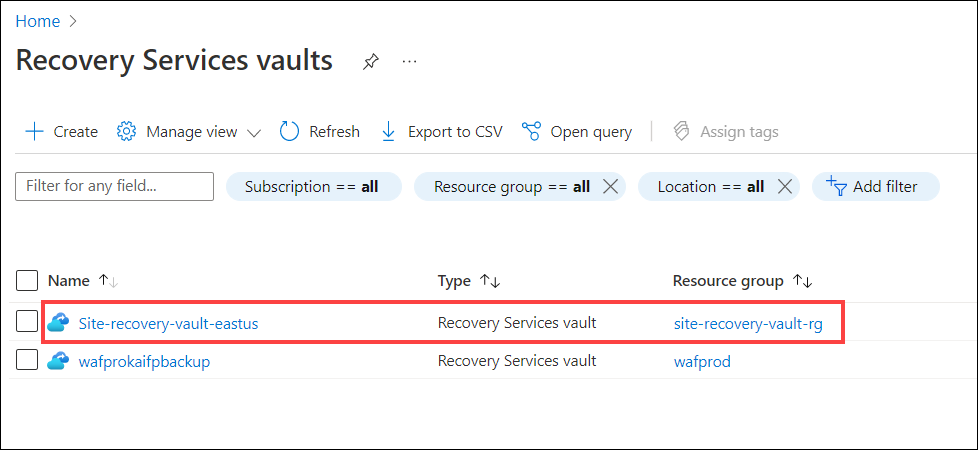 Home
Recovery Services vaults
Create Manage view Refresh Export to CSV Open query Assign tags
Filter for any field... Subscription == all Resource group == all Location == all Add filter
Name Type Resource group
Site-recovery-vault-eastus Recovery Services vault site-recovery-vault-rg
wafprokaifpbackup Recovery Services vault wafprod